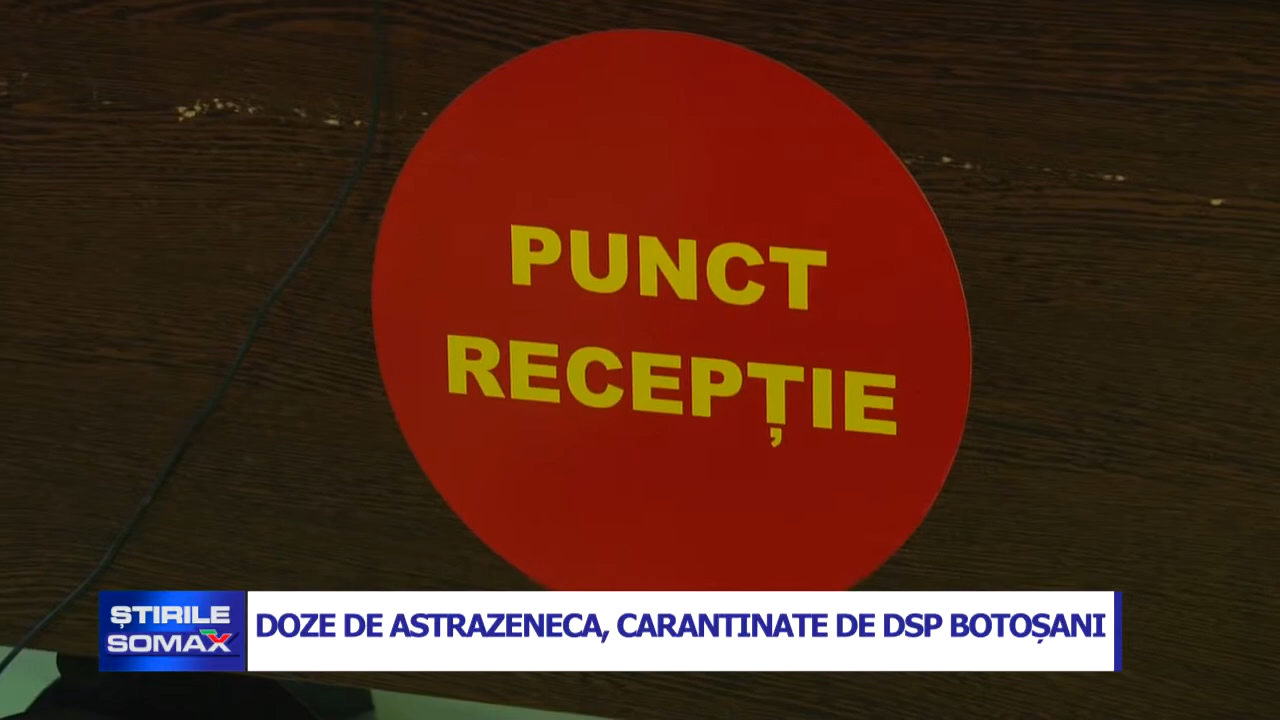 PUNCT
RECEPȚIE
ȘTIRILE
SOMAX
DOZE DE ASTRAZENECA, CARANTINATE DE DSP BOTOȘANI